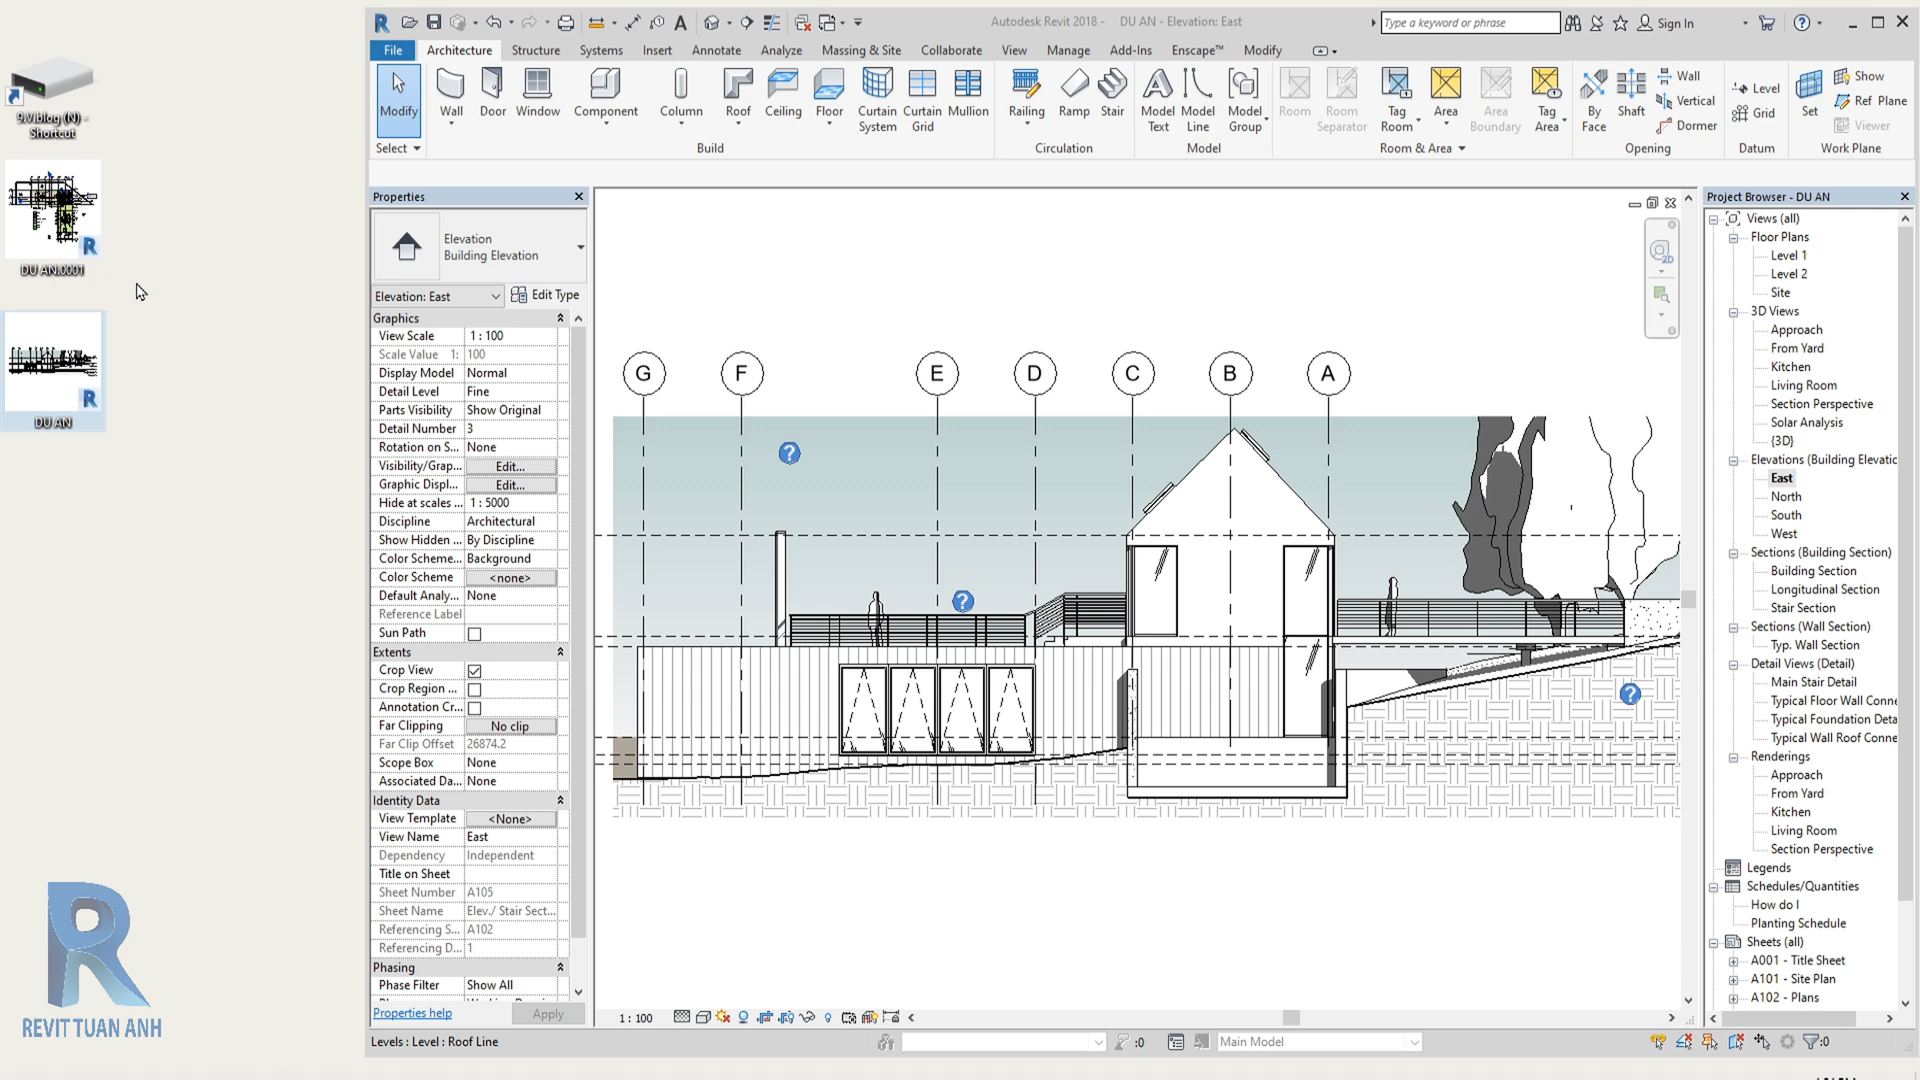 Autodesk Revit 2018 - DU AN - Elevation: East
Type a keyword or phrase
Sign In
File Architecture Structure Systems Insert Annotate Analyze Massing & Site Collaborate View Manage Add-Ins Enscape™ Modify
Modify Wall Door Window Component Column Roof Ceiling Floor Curtain System Curtain Grid Mullion Railing Ramp Stair Model Text Model Line Model Group Room Room Separator Tag Room Area Area Boundary Tag Area By Face Shaft Wall Vertical Dormer Level Grid Set Show Ref Plane Viewer
Select Build Circulation Model Room & Area Opening Datum Work Plane
9.V.blog (N) -
Shortcut
DU AN.0001
DU AN
REVIT TUAN ANH
Properties
Elevation
Building Elevation
Elevation: East Edit Type
Graphics
View Scale 1 : 100
Scale Value 1: 100
Display Model Normal
Detail Level Fine
Parts Visibility Show Original
Detail Number 3
Rotation on S... None
Visibility/Grap... Edit...
Graphic Displ... Edit...
Hide at scales ... 1 : 5000
Discipline Architectural
Show Hidden ... By Discipline
Color Scheme... Background
Color Scheme <none>
Default Analy... None
Reference Label
Sun Path
Extents
Crop View
Crop Region ...
Annotation Cr...
Far Clipping No clip
Far Clip Offset 26874.2
Scope Box None
Associated Da... None
Identity Data
View Template <None>
View Name East
Dependency Independent
Title on Sheet
Sheet Number A105
Sheet Name Elev./ Stair Sect...
Referencing S... A102
Referencing D... 1
Phasing
Phase Filter Show All
Properties help Apply
G F E D C B A
? ? ?
2D
1 : 100
Levels : Level : Roof Line
:0
Main Model
:0
Project Browser - DU AN
Views (all)
Floor Plans
Level 1
Level 2
Site
3D Views
Approach
From Yard
Kitchen
Living Room
Section Perspective
Solar Analysis
{3D}
Elevations (Building Elevatic
East
North
South
West
Sections (Building Section)
Building Section
Longitudinal Section
Stair Section
Sections (Wall Section)
Typ. Wall Section
Detail Views (Detail)
Main Stair Detail
Typical Floor Wall Conne
Typical Foundation Deta
Typical Wall Roof Conne
Renderings
Approach
From Yard
Kitchen
Living Room
Section Perspective
Legends
Schedules/Quantities
How do I
Planting Schedule
Sheets (all)
A001 - Title Sheet
A101 - Site Plan
A102 - Plans